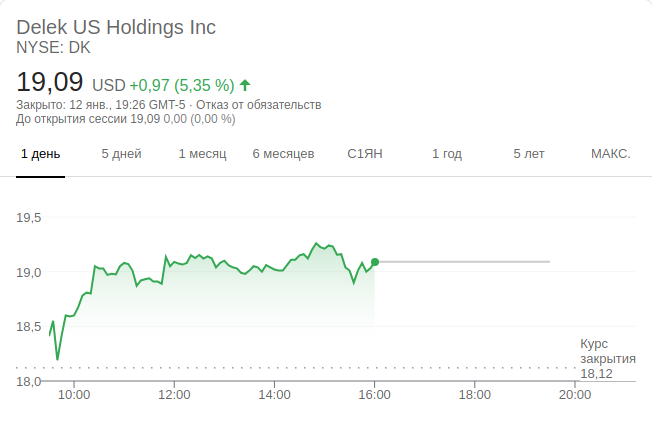 Delek US Holdings Inc
NYSE: DK
19,09 USD +0,97 (5,35 %)
Закрыто: 12 янв., 19:26 GMT-5 · Отказ от обязательств
До открытия сессии 19,09 0,00 (0,00 %)
1 день 5 дней 1 месяц 6 месяцев С1ЯН 1 год 5 лет МАКС.
19,5
19,0
18,5
Курс
закрытия
18,12
18,0
10:00 12:00 14:00 16:00 18:00 20:00